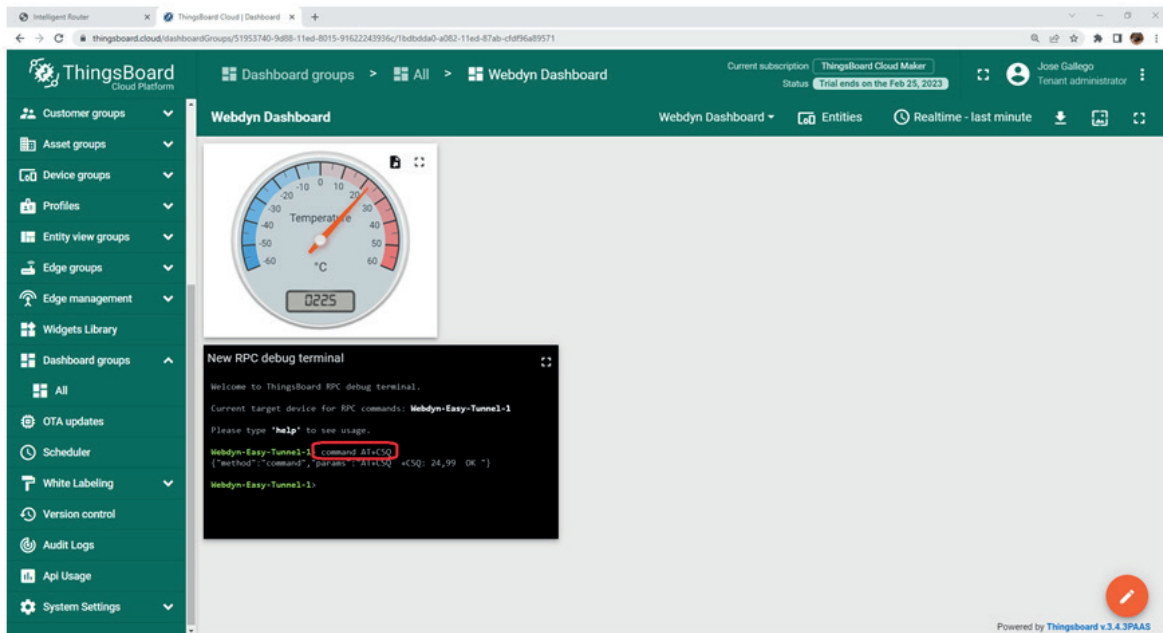 Intelligent Router
ThingsBoard Cloud | Dashboard
thingsboard.cloud/dashboardGroups/51953740-9d88-11ed-8015-91622243936c/1bdbdda0-a082-11ed-87ab-cfdf96a89571
ThingsBoard
Cloud Platform
Dashboard groups > All > Webdyn Dashboard
Current subscription ThingsBoard Cloud Maker
Status Trial ends on the Feb 25, 2023
Jose Gallego
Tenant administrator
Customer groups
Asset groups
Device groups
Profiles
Entity view groups
Edge groups
Edge management
Widgets Library
Dashboard groups
All
OTA updates
Scheduler
White Labeling
Version control
Audit Logs
Api Usage
System Settings
Webdyn Dashboard
Webdyn Dashboard
Entities
Realtime - last minute
-60 -50 -40 -30 -20 -10 0 10 20 30 40 50 60
Temperature
°C
0225
New RPC debug terminal
Welcome to ThingsBoard RPC debug terminal.
Current target device for RPC commands: Webdyn-Easy-Tunnel-1
Please type "help" to see usage.
Webdyn-Easy-Tunnel-1> command AT+CSQ
{"method":"command","params":"AT+CSQ +CSQ: 24,99 OK "}
Webdyn-Easy-Tunnel-1>
Powered by Thingsboard v.3.4.3PAAS